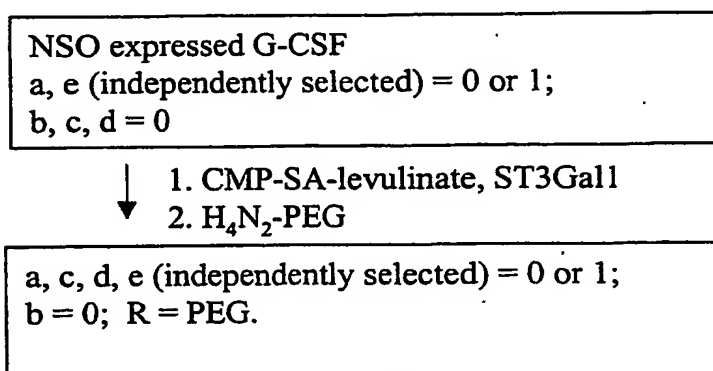 NSO expressed G-CSF
a, e (independently selected) = 0 or 1;
b, c, d = 0
1. CMP-SA-levulinate, ST3Gal1
2. H₄N₂-PEG
a, c, d, e (independently selected) = 0 or 1;
b = 0; R = PEG.